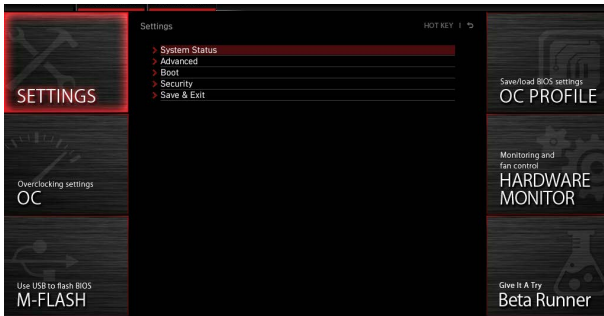 SETTINGS
Overclocking settings
OC
Use USB to flash BIOS
M-FLASH
Settings
HOT KEY |
> System Status
> Advanced
> Boot
> Security
> Save & Exit
Save/load BIOS settings
OC PROFILE
Monitoring and
fan control
HARDWARE
MONITOR
Give It A Try
Beta Runner